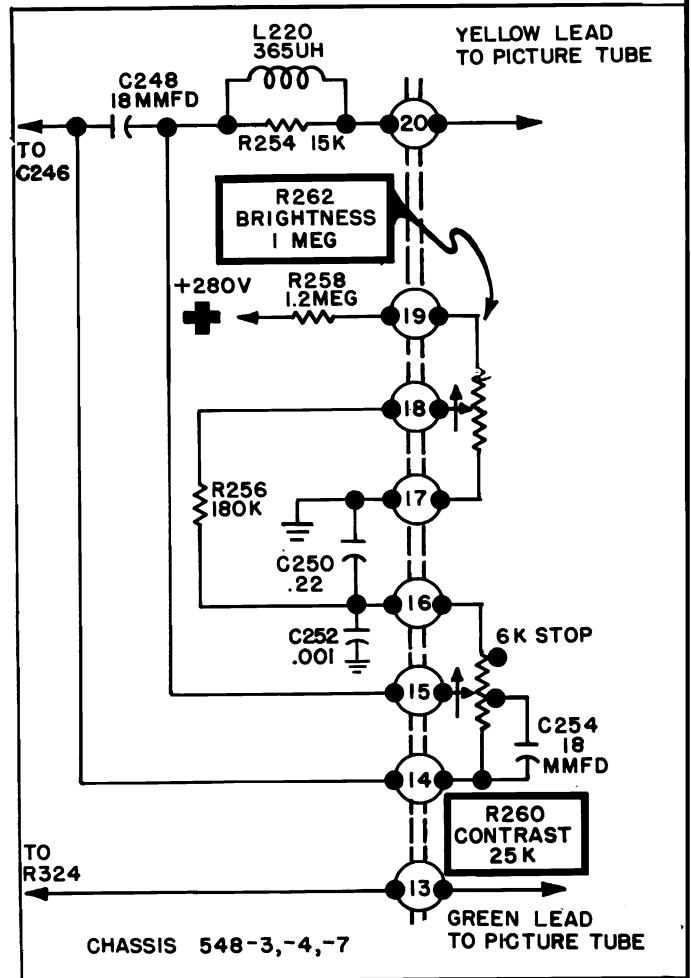 L220
365UH
YELLOW LEAD
TO PICTURE TUBE
C248
18MMFD
TO
C246
R254 15K
20
R262
BRIGHTNESS
1 MEG
+280V
R258
1.2MEG
19
18
R256
180K
17
C250
.22
16
C252
.001
6K STOP
15
C254
18
MMFD
14
R260
CONTRAST
25K
TO
R324
13
GREEN LEAD
TO PICTURE TUBE
CHASSIS 548-3,-4,-7